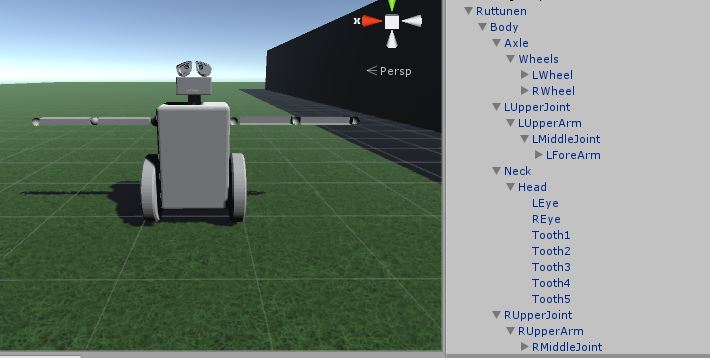 x
Persp
Ruttunen
Body
Axle
Wheels
LWheel
RWheel
LUpperJoint
LUpperArm
LMiddleJoint
LForeArm
Neck
Head
LEye
REye
Tooth1
Tooth2
Tooth3
Tooth4
Tooth5
RUpperJoint
RUpperArm
RMiddleJoint